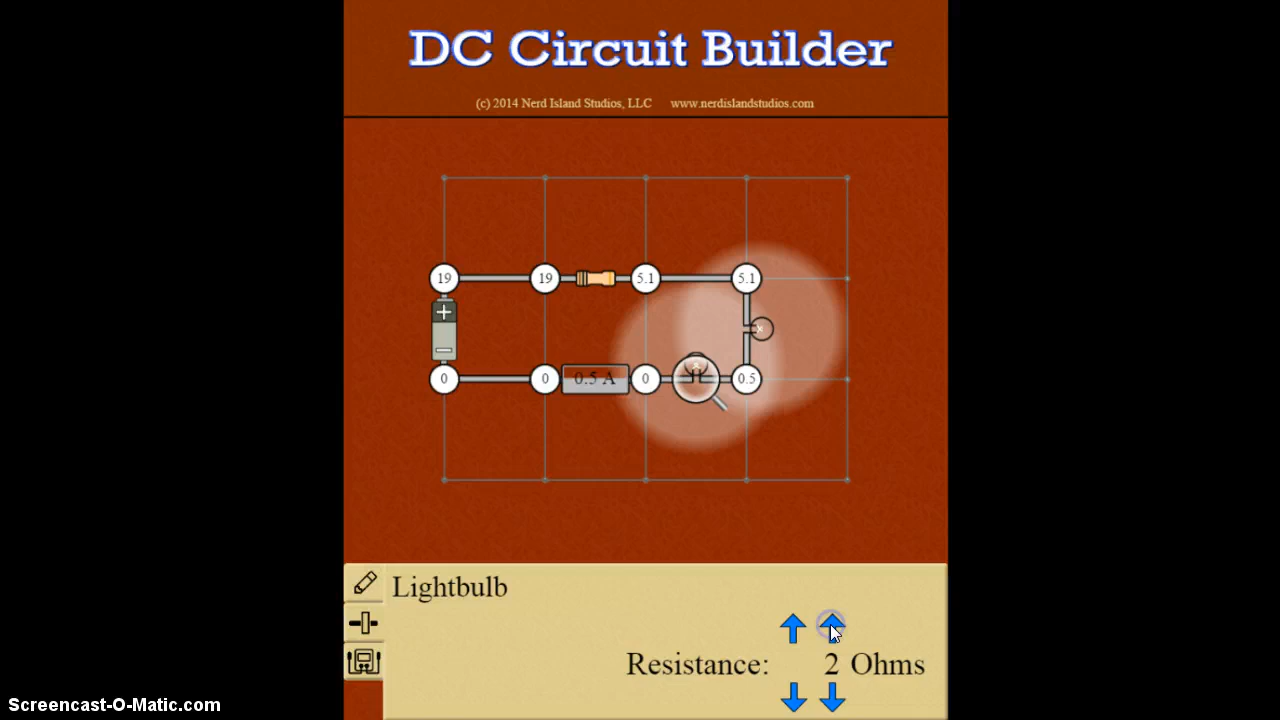 DC Circuit Builder
(c) 2014 Nerd Island Studios, LLC www.nerdislandstudios.com
19 19 5.1 5.1
0 0 0.5 A 0 0.5
Lightbulb
Resistance: 2 Ohms
Screencast-O-Matic.com